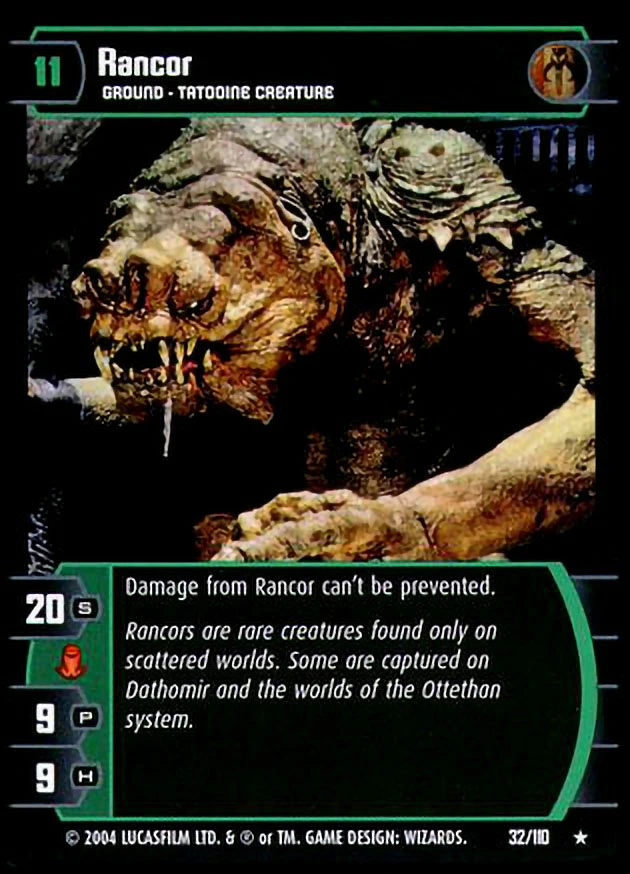 11
Rancor
GROUND - TATOOINE CREATURE
Damage from Rancor can't be prevented.
Rancors are rare creatures found only on
scattered worlds. Some are captured on
Dathomir and the worlds of the Ottethan
system.
20 S
9 P
9 H
© 2004 LUCASFILM LTD. & ® or TM. GAME DESIGN: WIZARDS. 32/110 ★